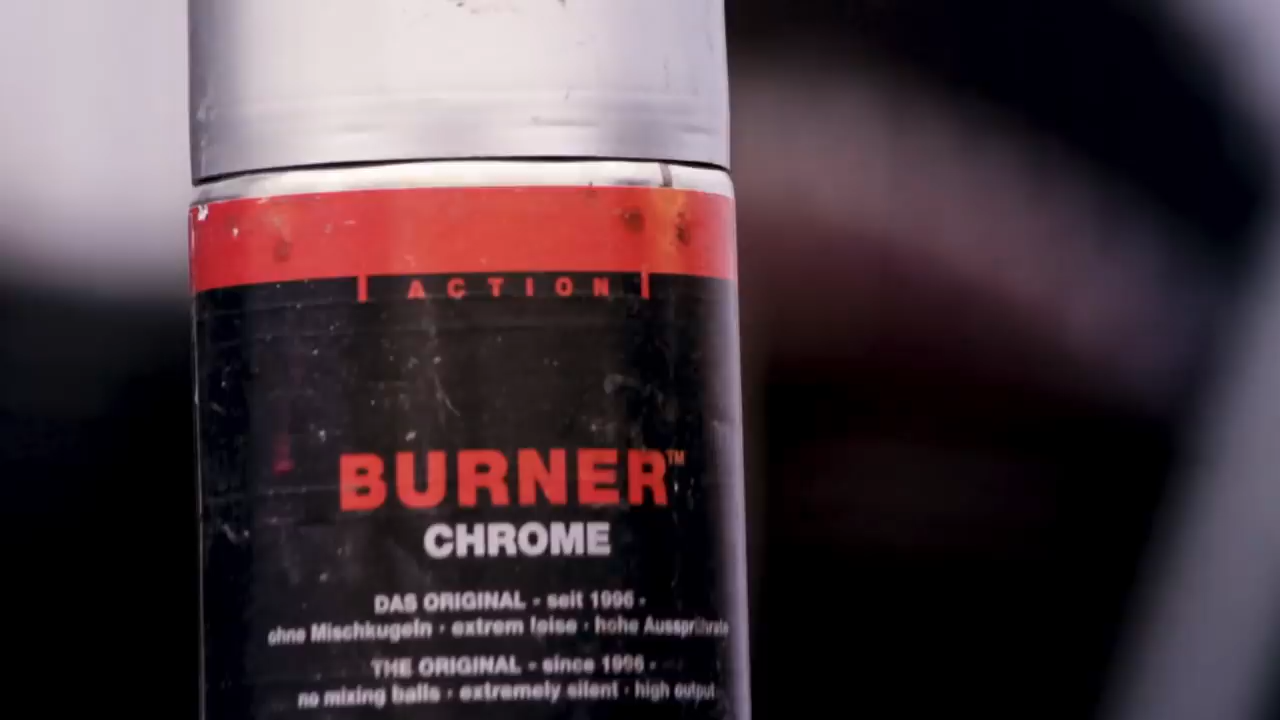 ACTION
BURNER™
CHROME
DAS ORIGINAL - seit 1996 -
ohne Mischkugeln · extrem leise · hohe Aussprührate
THE ORIGINAL - since 1996 -
no mixing balls · extremely silent · high output